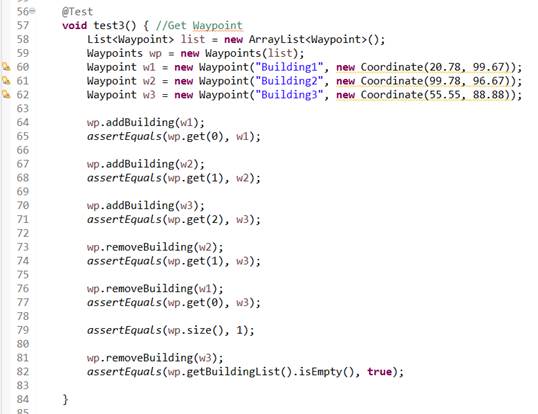 56 @Test
57 void test3() { //Get Waypoint
58 List<Waypoint> list = new ArrayList<Waypoint>();
59 Waypoints wp = new Waypoints(list);
60 Waypoint w1 = new Waypoint("Building1", new Coordinate(20.78, 99.67));
61 Waypoint w2 = new Waypoint("Building2", new Coordinate(99.78, 96.67));
62 Waypoint w3 = new Waypoint("Building3", new Coordinate(55.55, 88.88));
63
64 wp.addBuilding(w1);
65 assertEquals(wp.get(0), w1);
66
67 wp.addBuilding(w2);
68 assertEquals(wp.get(1), w2);
69
70 wp.addBuilding(w3);
71 assertEquals(wp.get(2), w3);
72
73 wp.removeBuilding(w2);
74 assertEquals(wp.get(1), w3);
75
76 wp.removeBuilding(w1);
77 assertEquals(wp.get(0), w3);
78
79 assertEquals(wp.size(), 1);
80
81 wp.removeBuilding(w3);
82 assertEquals(wp.getBuildingList().isEmpty(), true);
83
84 }
85